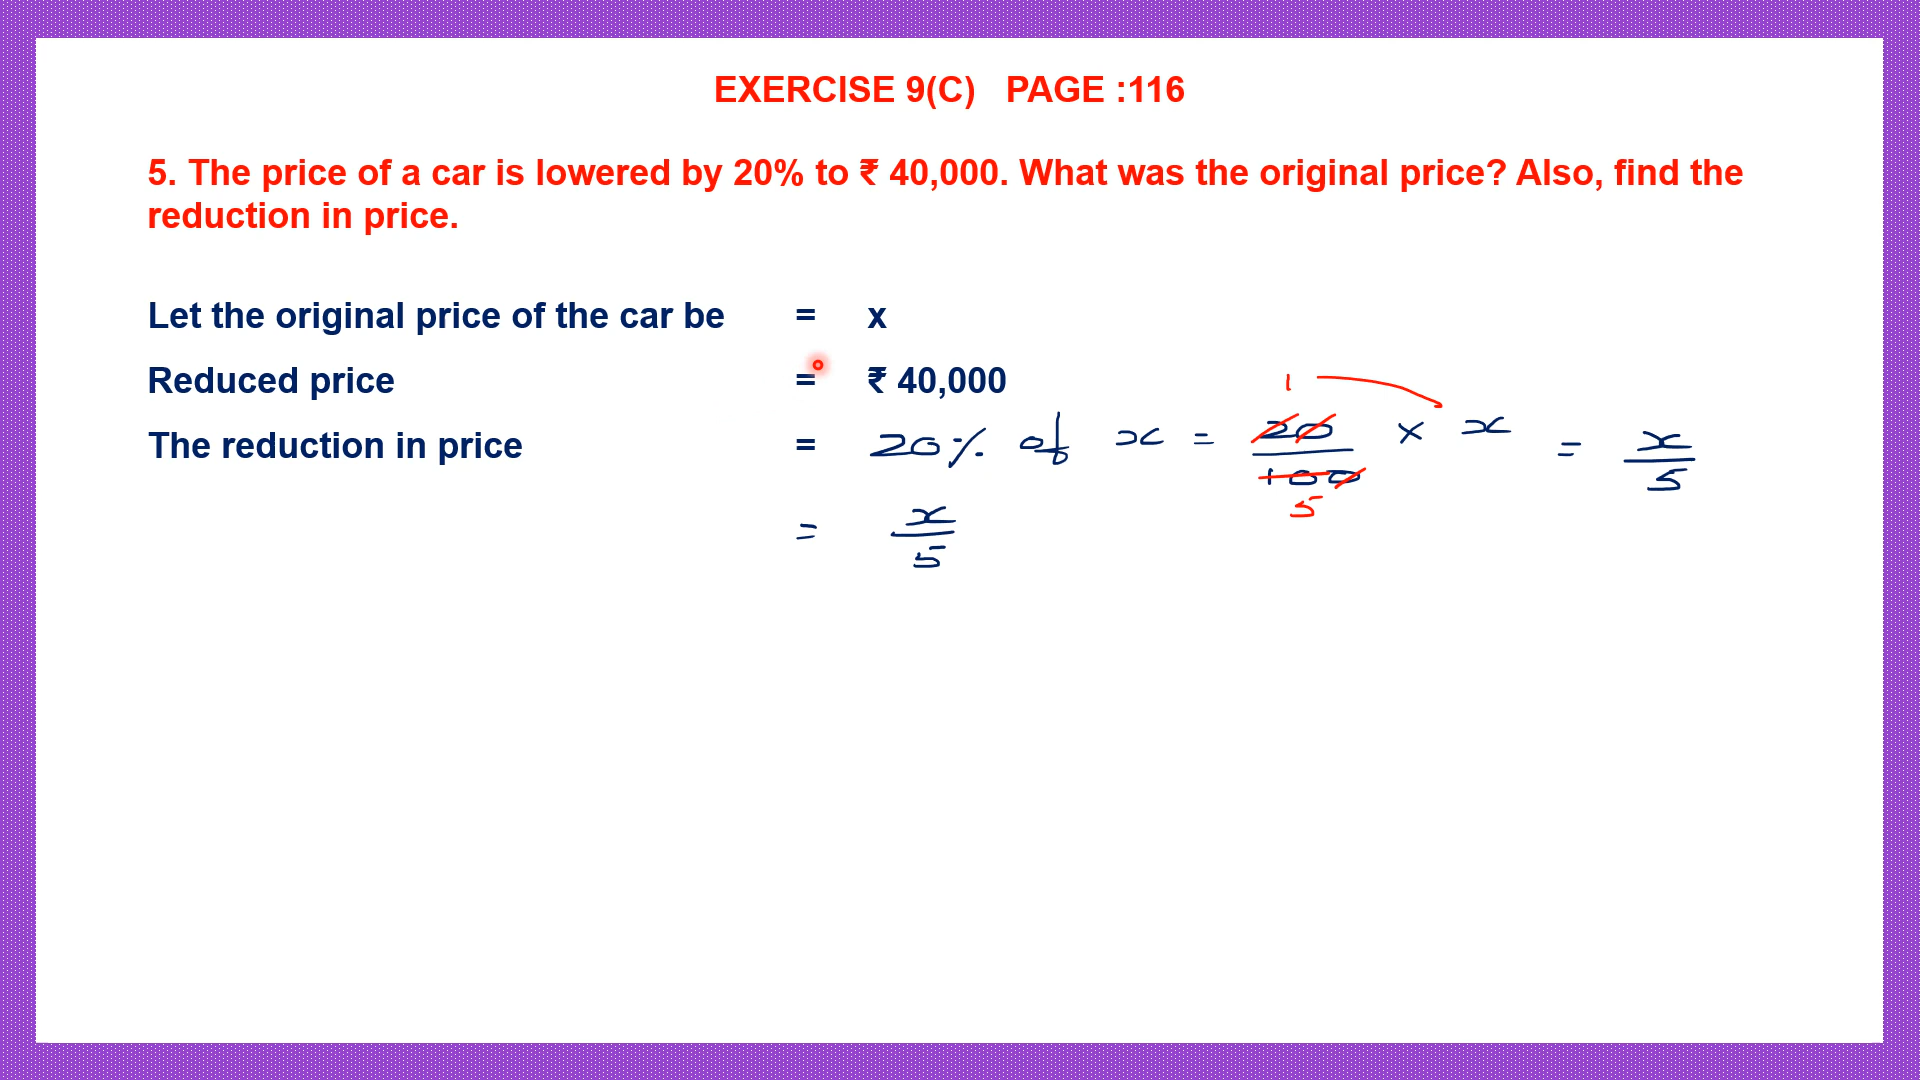 EXERCISE 9(C) PAGE :116
5. The price of a car is lowered by 20% to ₹ 40,000. What was the original price? Also, find the
reduction in price.
Let the original price of the car be = x
Reduced price = ₹ 40,000
The reduction in price = 20% of x = 20/100 × x = x/5
1
5
= x/5